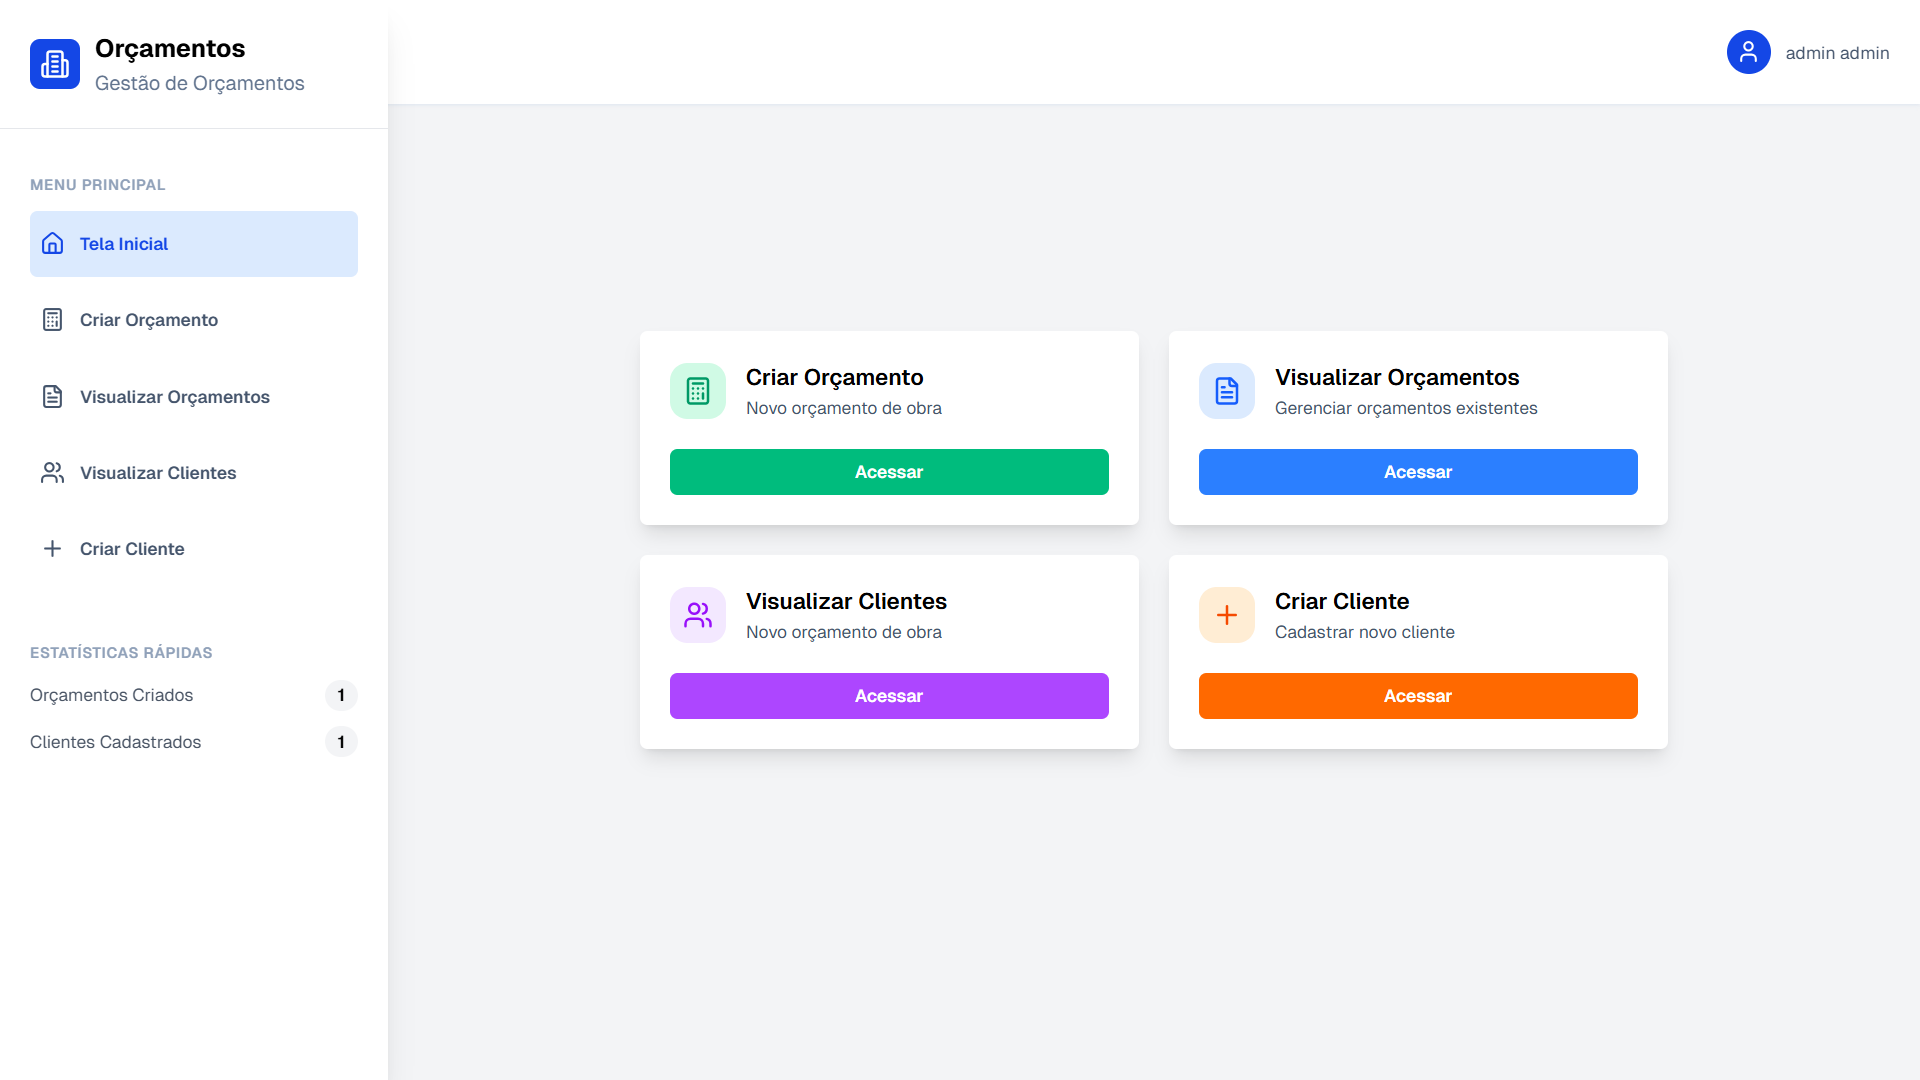 Orçamentos
Gestão de Orçamentos
admin admin
MENU PRINCIPAL
Tela Inicial
Criar Orçamento
Visualizar Orçamentos
Visualizar Clientes
Criar Cliente
ESTATÍSTICAS RÁPIDAS
Orçamentos Criados 1
Clientes Cadastrados 1
Criar Orçamento
Novo orçamento de obra
Acessar
Visualizar Orçamentos
Gerenciar orçamentos existentes
Acessar
Visualizar Clientes
Novo orçamento de obra
Acessar
Criar Cliente
Cadastrar novo cliente
Acessar